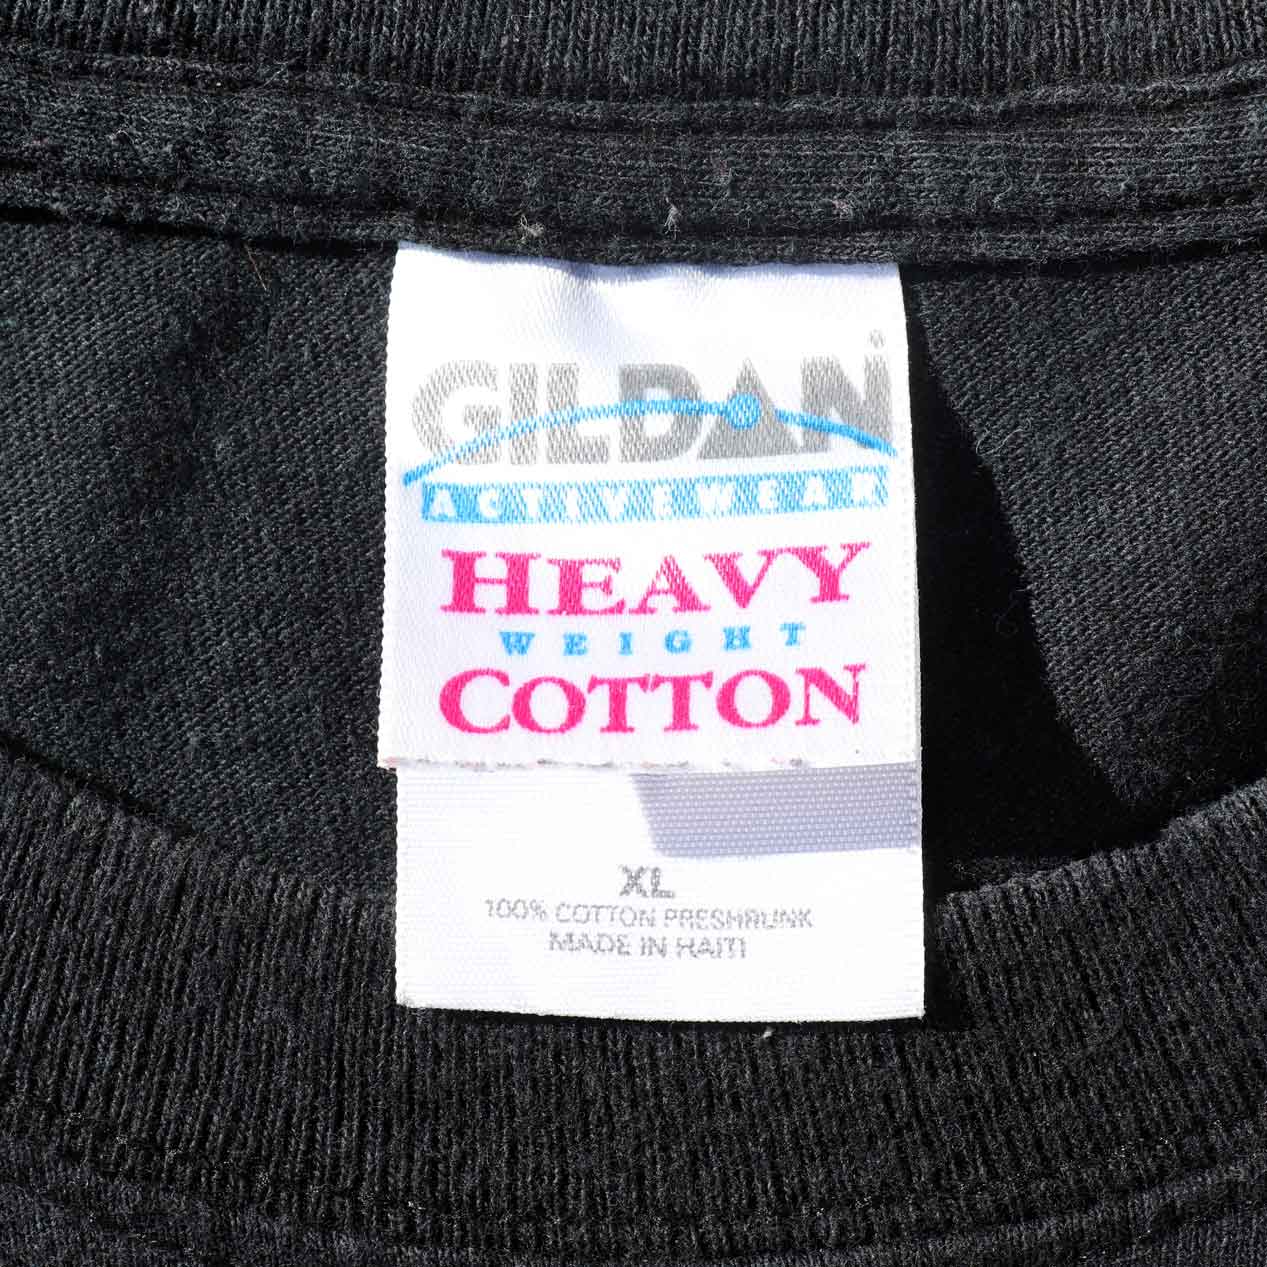 GILDAN®
ACTIVEWEAR
HEAVY
WEIGHT
COTTON
XL
100% COTTON PRESHRUNK
MADE IN HAITI